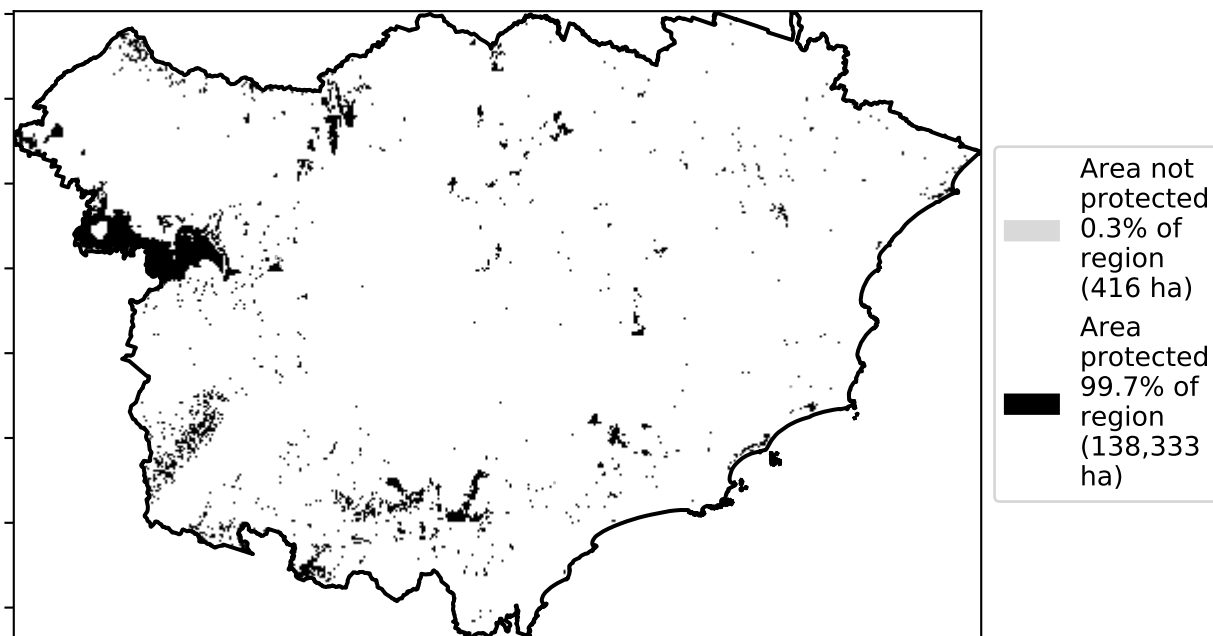 Area not
protected
0.3% of
region
(416 ha)
Area
protected
99.7% of
region
(138,333
ha)